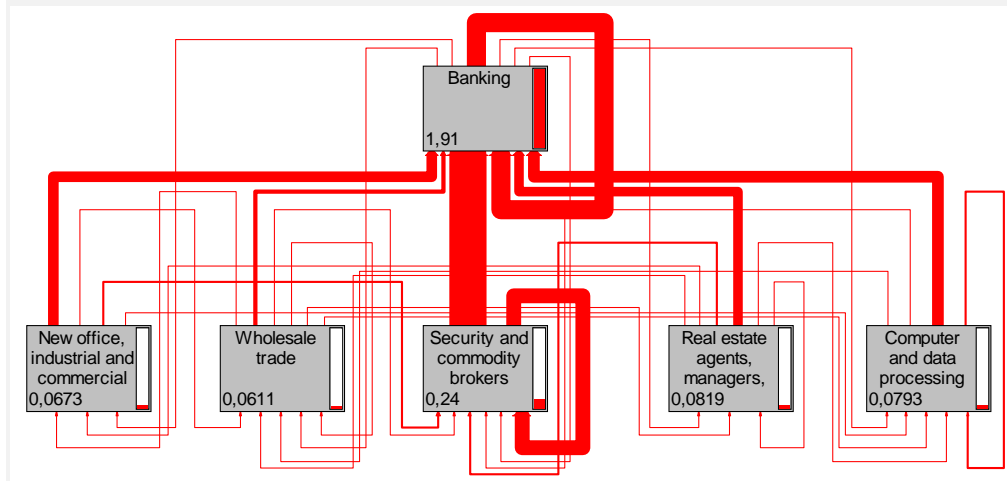 Banking
1,91
New office,
industrial and
commercial
0,0673
Wholesale
trade
0,0611
Security and
commodity
brokers
0,24
Real estate
agents,
managers,
0,0819
Computer
and data
processing
0,0793